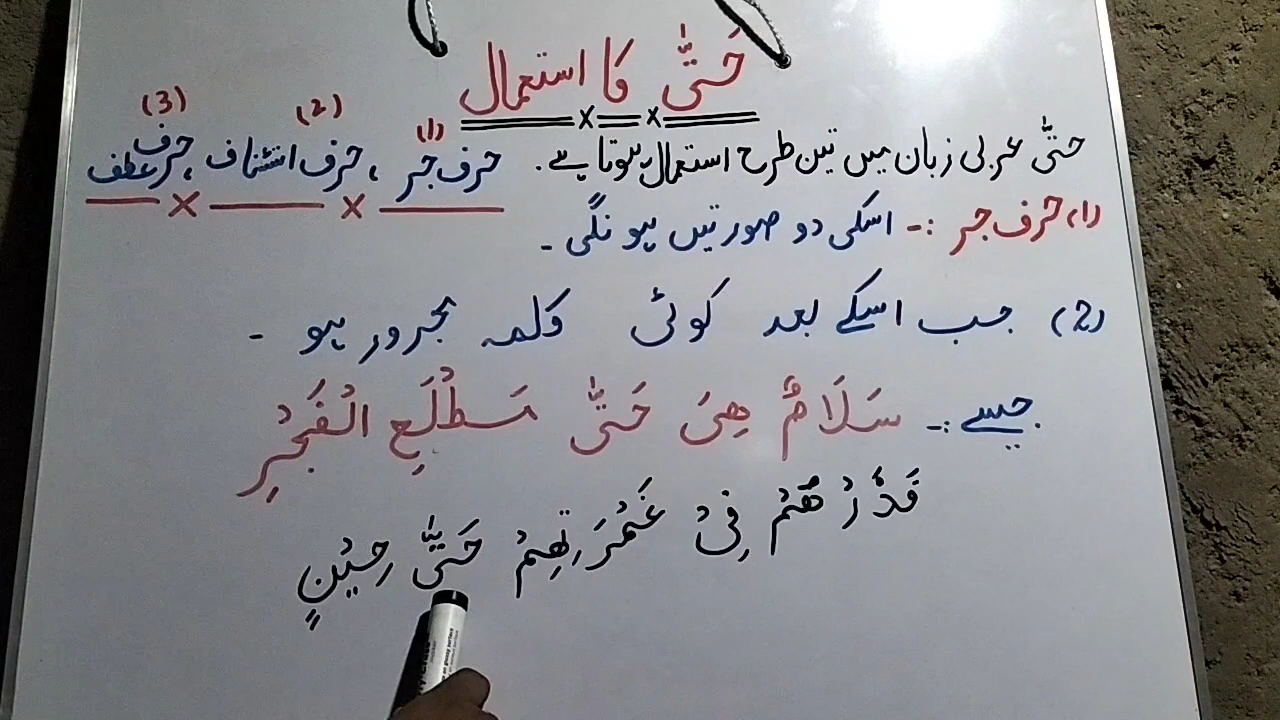 حَتّٰی کا استعمال
حتّٰی عربی زبان میں تین طرح استعمال ہوتا ہے۔ (1) حرف جر ، (2) حرف استئناف ، (3) حرف عطف
(1) حرف جر :- اسکی دو صورتیں ہونگی -
(2) جب اسکے بعد کوئی کلمہ مجرور ہو -
جیسے :- سَلَامٌ هِیَ حَتّٰی مَطْلَعِ الْفَجْرِ
فَذَرْهُمْ فِیْ غَمْرَتِهِمْ حَتّٰی حِیْنٍ